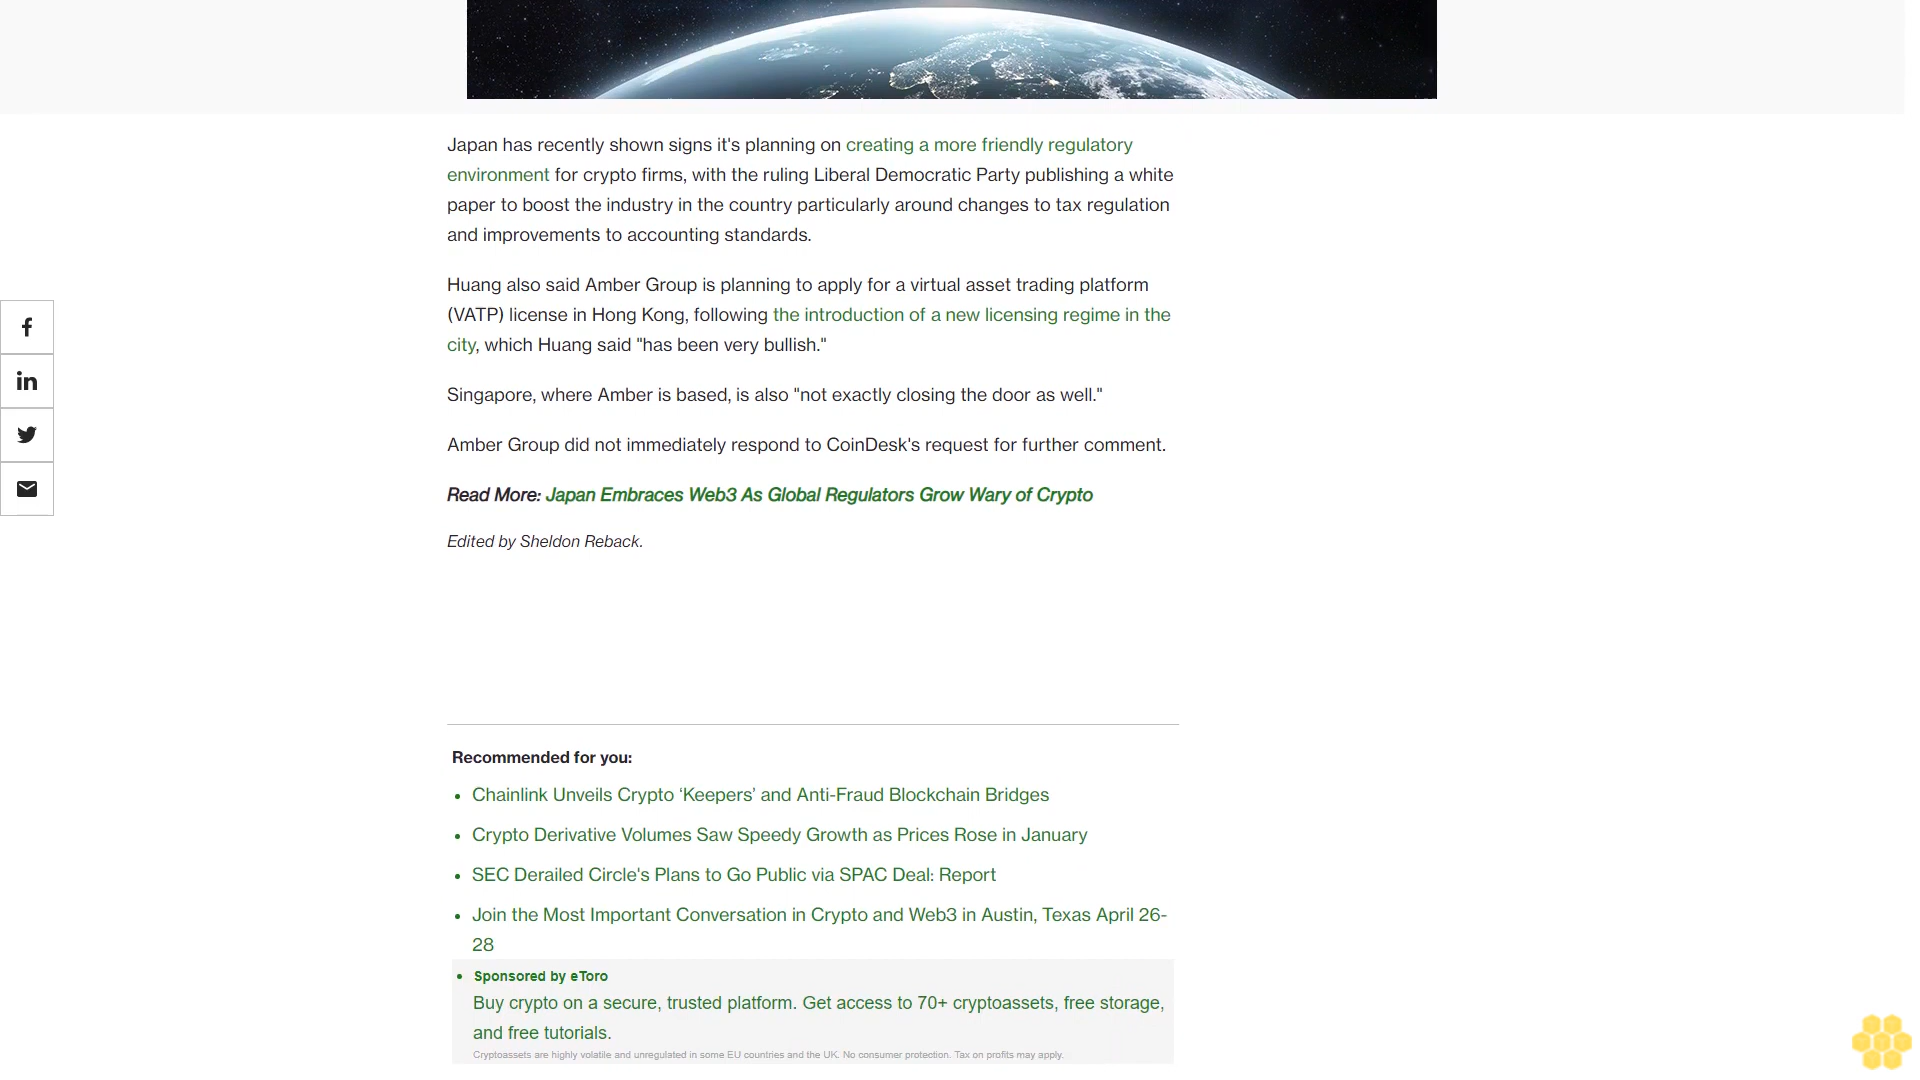 Japan has recently shown signs it's planning on creating a more friendly regulatory
environment for crypto firms, with the ruling Liberal Democratic Party publishing a white
paper to boost the industry in the country particularly around changes to tax regulation
and improvements to accounting standards.
Huang also said Amber Group is planning to apply for a virtual asset trading platform
(VATP) license in Hong Kong, following the introduction of a new licensing regime in the
city, which Huang said "has been very bullish."
Singapore, where Amber is based, is also "not exactly closing the door as well."
Amber Group did not immediately respond to CoinDesk's request for further comment.
Read More: Japan Embraces Web3 As Global Regulators Grow Wary of Crypto
Edited by Sheldon Reback.
Recommended for you:
• Chainlink Unveils Crypto ‘Keepers’ and Anti-Fraud Blockchain Bridges
• Crypto Derivative Volumes Saw Speedy Growth as Prices Rose in January
• SEC Derailed Circle's Plans to Go Public via SPAC Deal: Report
• Join the Most Important Conversation in Crypto and Web3 in Austin, Texas April 26-
28
• Sponsored by eToro
Buy crypto on a secure, trusted platform. Get access to 70+ cryptoassets, free storage,
and free tutorials.
Cryptoassets are highly volatile and unregulated in some EU countries and the UK. No consumer protection. Tax on profits may apply.